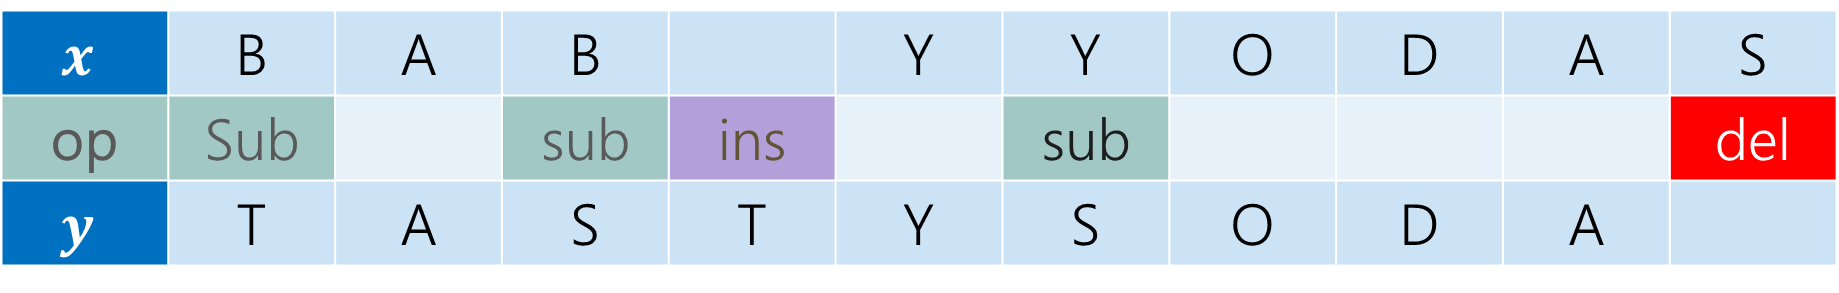 x B A B Y Y O D A S
op Sub sub ins sub del
y T A S T Y S O D A